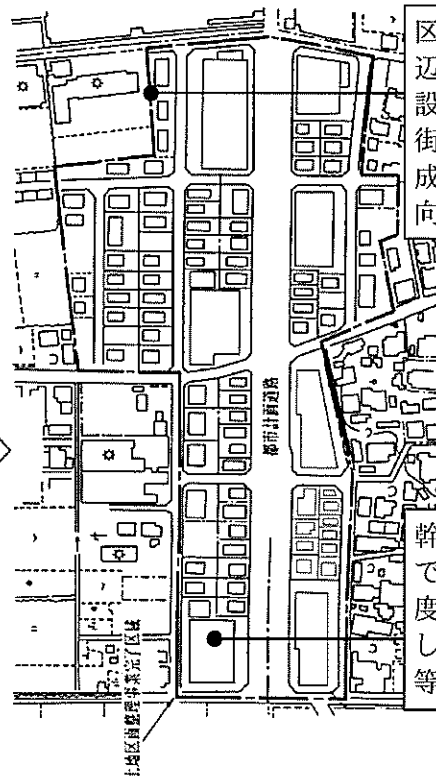 区
辺
設
街
成
向
都市計画道路
土地区画整理事業完了区域
幹
で
度
し
等